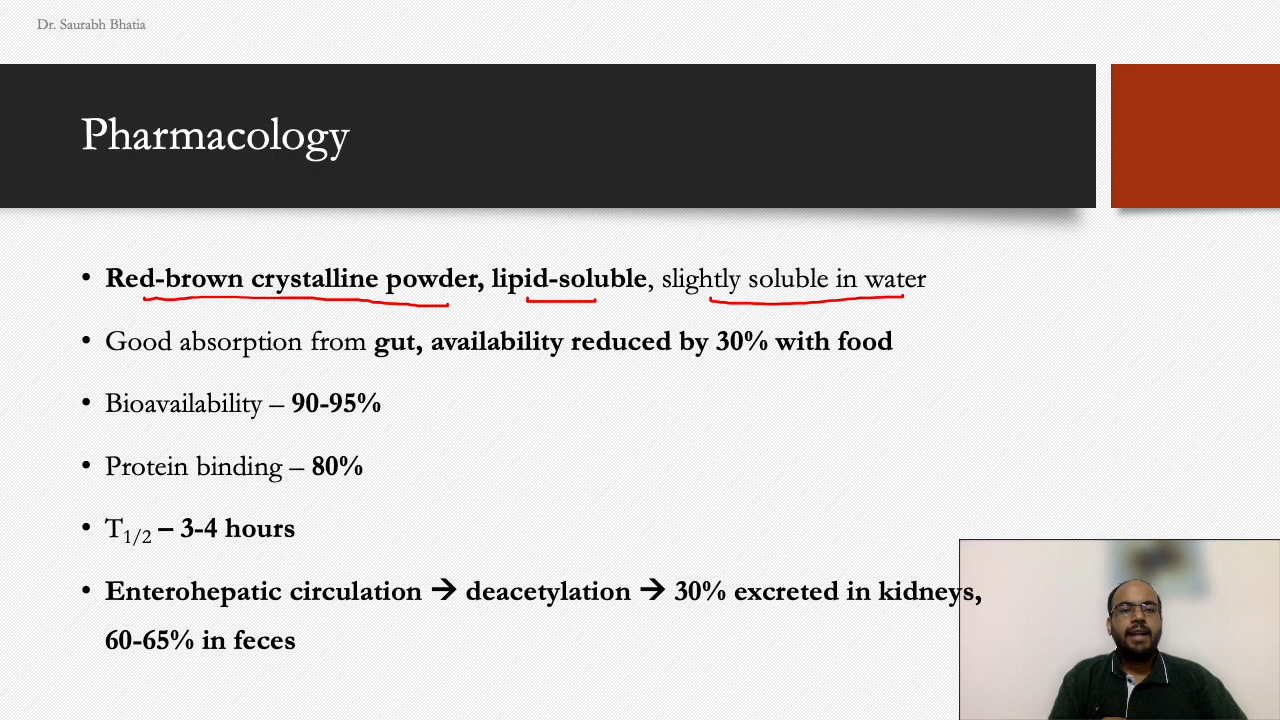 Dr. Saurabh Bhatia
Pharmacology
• Red-brown crystalline powder, lipid-soluble, slightly soluble in water
• Good absorption from gut, availability reduced by 30% with food
• Bioavailability – 90-95%
• Protein binding – 80%
• T1/2 – 3-4 hours
• Enterohepatic circulation → deacetylation → 30% excreted in kidneys,
60-65% in feces